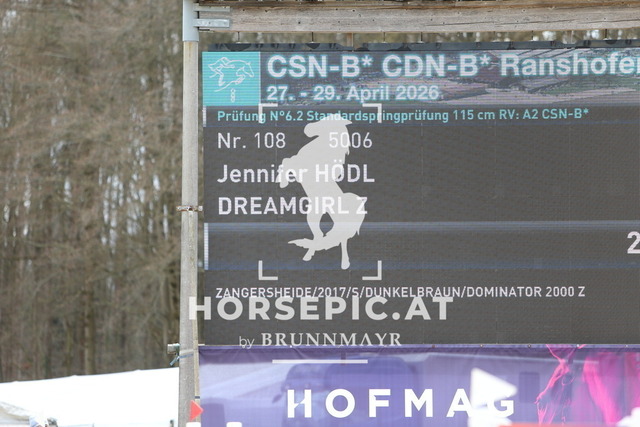 CSN-B* CDN-B* Ranshofe
27. - 29. April 2026
Prüfung N°6.2 Standardspringprüfung 115 cm RV: A2 CSN-B*
Nr. 108 5006
Jennifer HÖDL
DREAMGIRL Z
2
ZANGERSHEIDE/2017/S/DUNKELBRAUN/DOMINATOR 2000 Z
HORSEPIC.AT
by BRUNNMAYR
HOFMAG